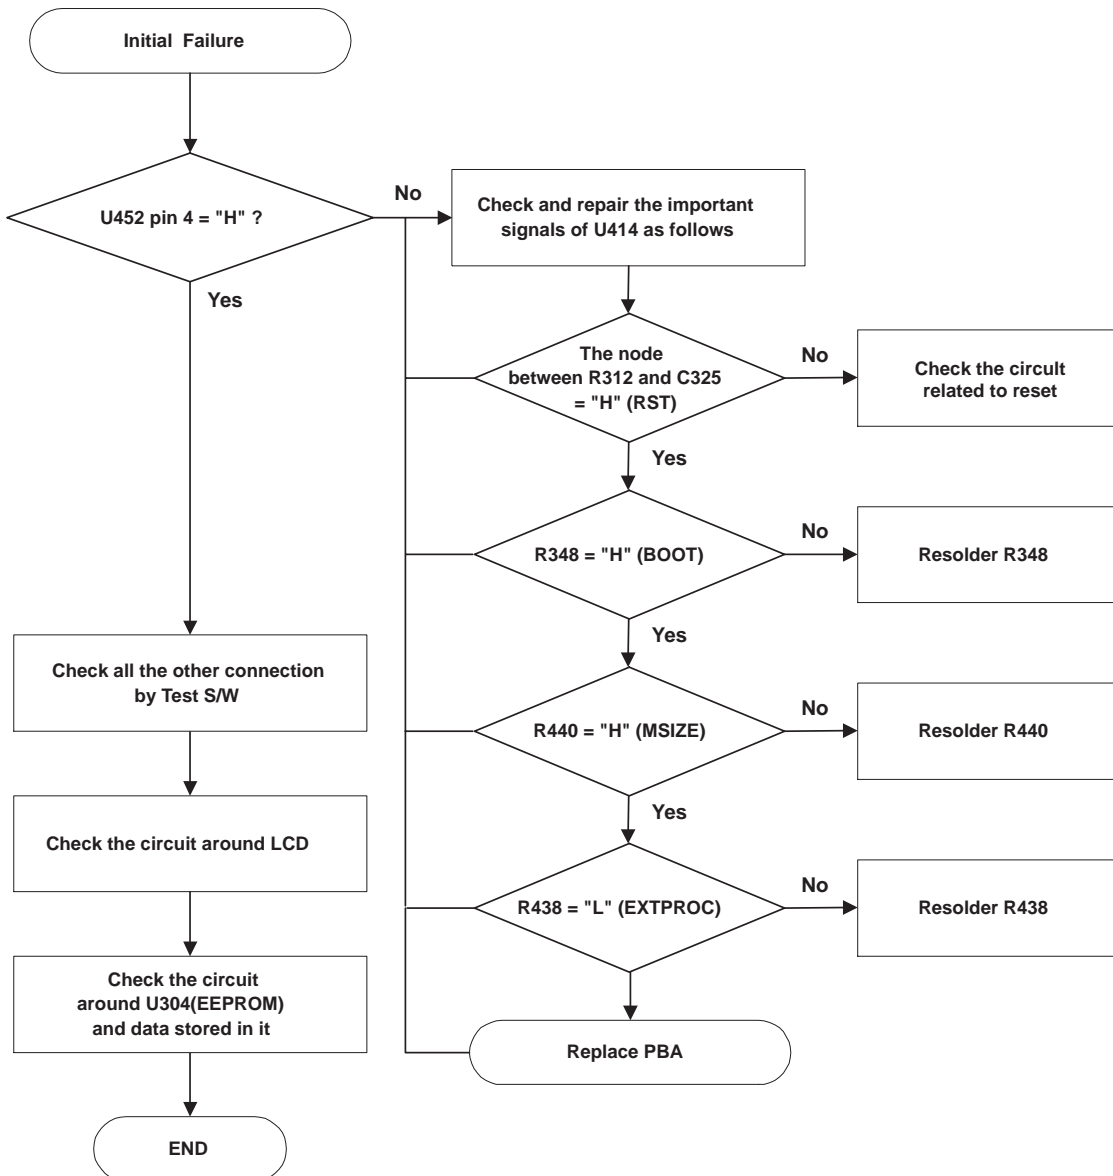 Initial Failure
U452 pin 4 = "H" ?
No
Yes
Check and repair the important
signals of U414 as follows
The node
between R312 and C325
= "H" (RST)
No
Check the circult
related to reset
Yes
R348 = "H" (BOOT)
No
Resolder R348
Yes
R440 = "H" (MSIZE)
No
Resolder R440
Yes
R438 = "L" (EXTPROC)
No
Resolder R438
Replace PBA
Check all the other connection
by Test S/W
Check the circuit around LCD
Check the circuit
around U304(EEPROM)
and data stored in it
END